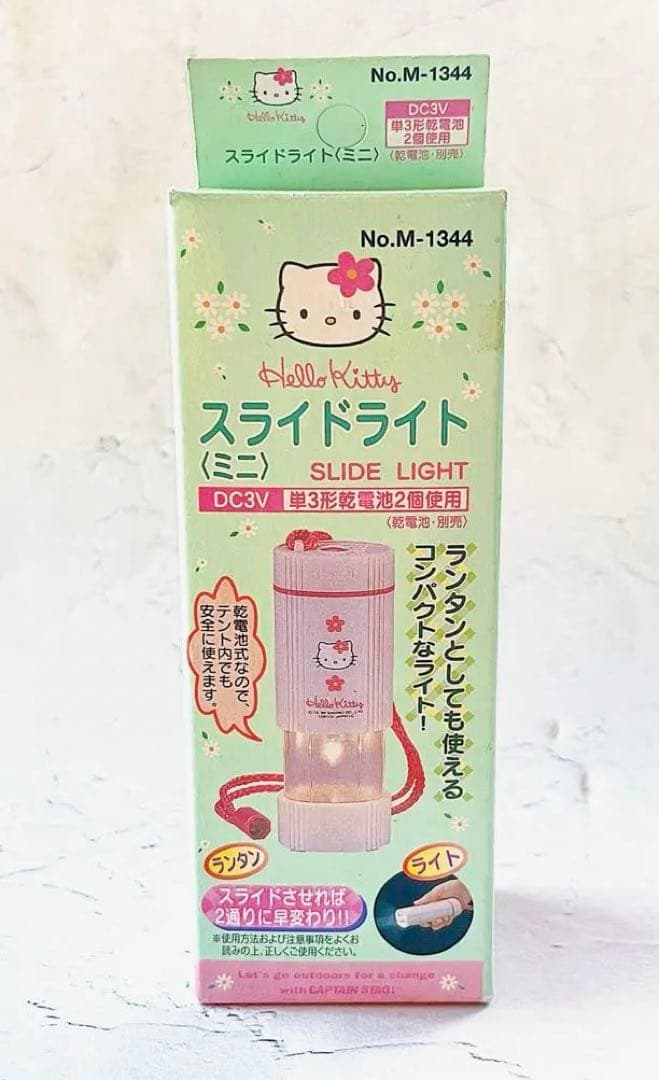 No.M-1344
Hello Kitty
DC3V
単3形乾電池
2個使用
スライドライト〈ミニ〉
〈乾電池・別売〉
No.M-1344
Hello Kitty
スライドライト
〈ミニ〉 SLIDE LIGHT
DC3V 単3形乾電池2個使用
〈乾電池・別売〉
ランタンとしても使える
コンパクトなライト!
乾電池式なので、
テント内でも
安全に使えます。
Hello Kitty
ランタン
ライト
スライドさせれば
2通りに早変わり!!
※使用方法および注意事項をよくお
読みの上、正しくご使用ください。
Let's go outdoors for a change
with CAPTAIN STAG!